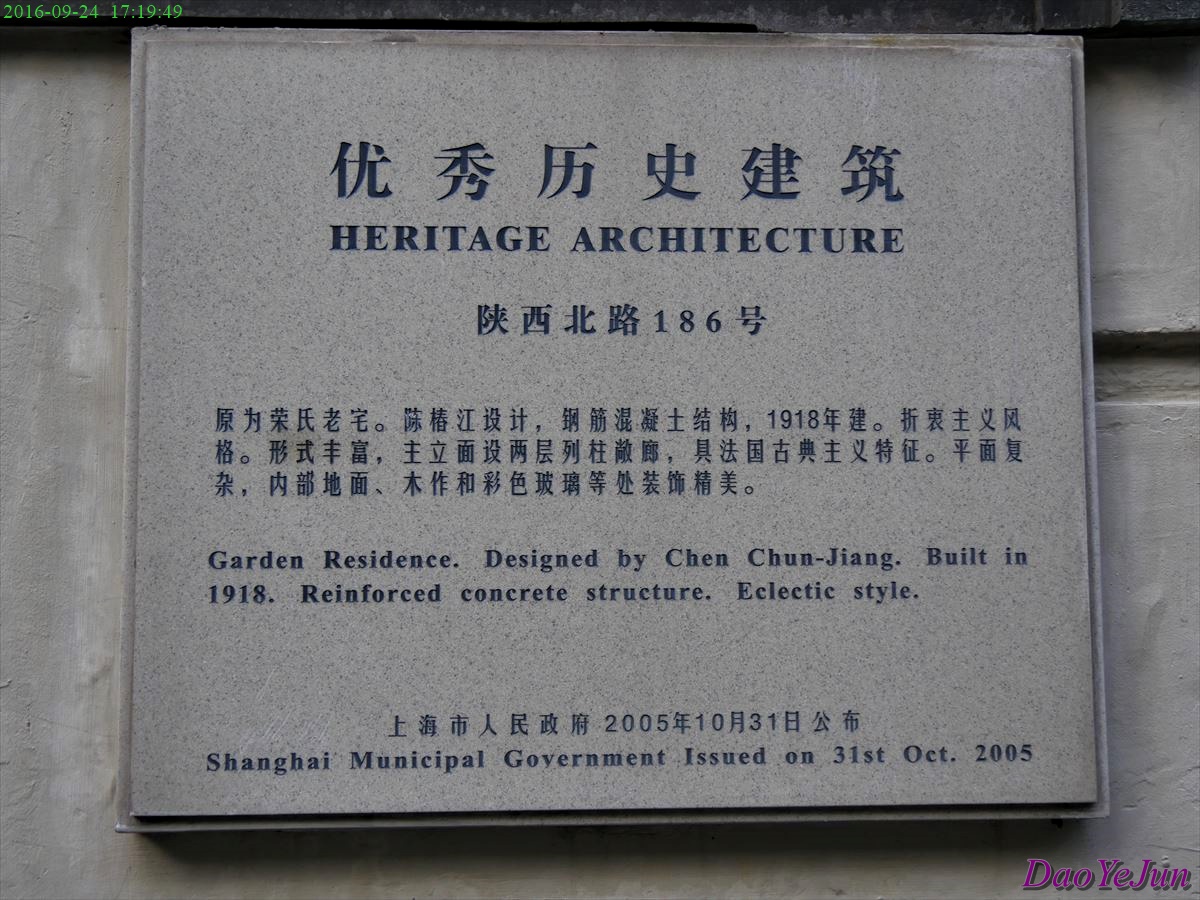 2016-09-24 17:19:49
优秀历史建筑
HERITAGE ARCHITECTURE
陕西北路186号
原为荣氏老宅。陈椿江设计，钢筋混凝土结构，1918年建。折衷主义风
格。形式丰富，主立面设两层列柱敞廊，具法国古典主义特征。平面复
杂，内部地面、木作和彩色玻璃等处装饰精美。
Garden Residence. Designed by Chen Chun-Jiang. Built in
1918. Reinforced concrete structure. Eclectic style.
上海市人民政府 2005年10月31日公布
Shanghai Municipal Government Issued on 31st Oct. 2005
DaoYeJun